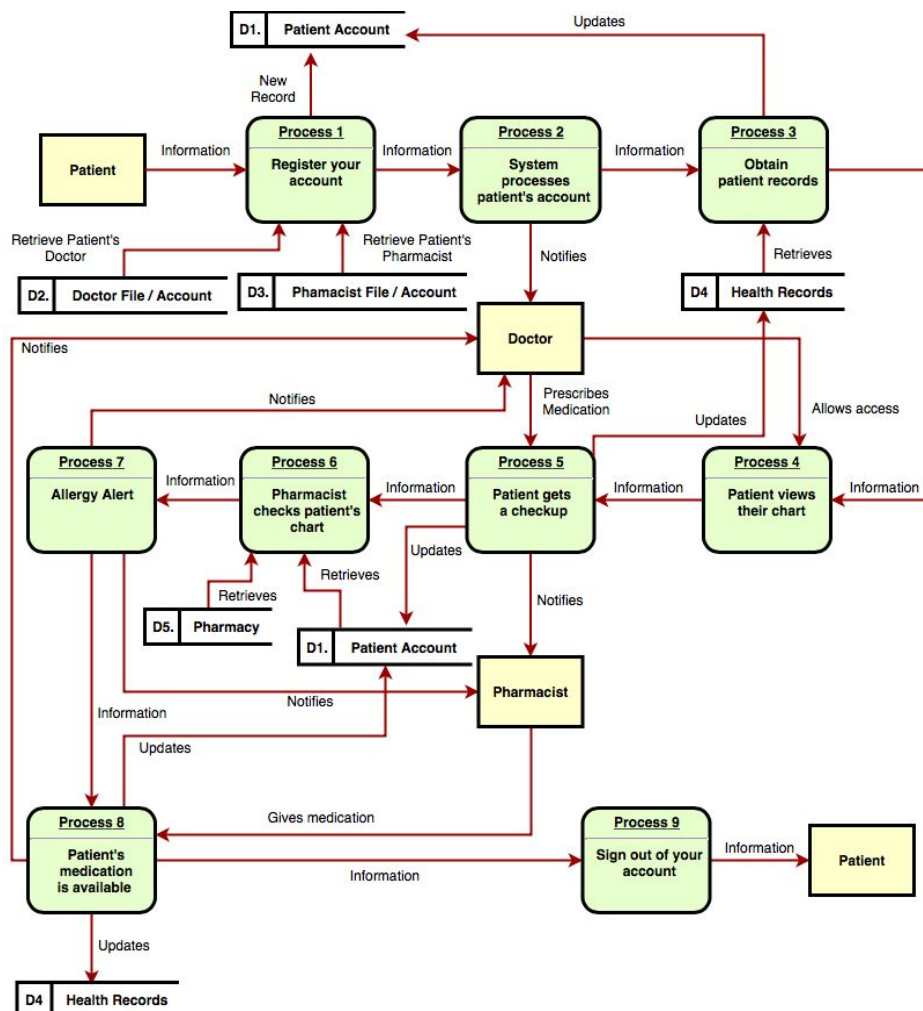 D1. Patient Account
Updates
New
Record
Process 1
Register your
account
Process 2
System
processes
patient's account
Process 3
Obtain
patient records
Patient
Information
Information
Information
Retrieve Patient's
Doctor
Retrieve Patient's
Pharmacist
Notifies
Retrieves
D2. Doctor File / Account
D3. Phamacist File / Account
D4 Health Records
Notifies
Doctor
Notifies
Prescribes
Medication
Updates
Allows access
Process 7
Allergy Alert
Information
Process 6
Pharmacist
checks patient's
chart
Information
Process 5
Patient gets
a checkup
Information
Process 4
Patient views
their chart
Information
Updates
Retrieves
Retrieves
Notifies
D5. Pharmacy
D1. Patient Account
Pharmacist
Notifies
Information
Updates
Process 8
Patient's
medication
is available
Gives medication
Process 9
Sign out of your
account
Information
Information
Patient
Updates
D4 Health Records